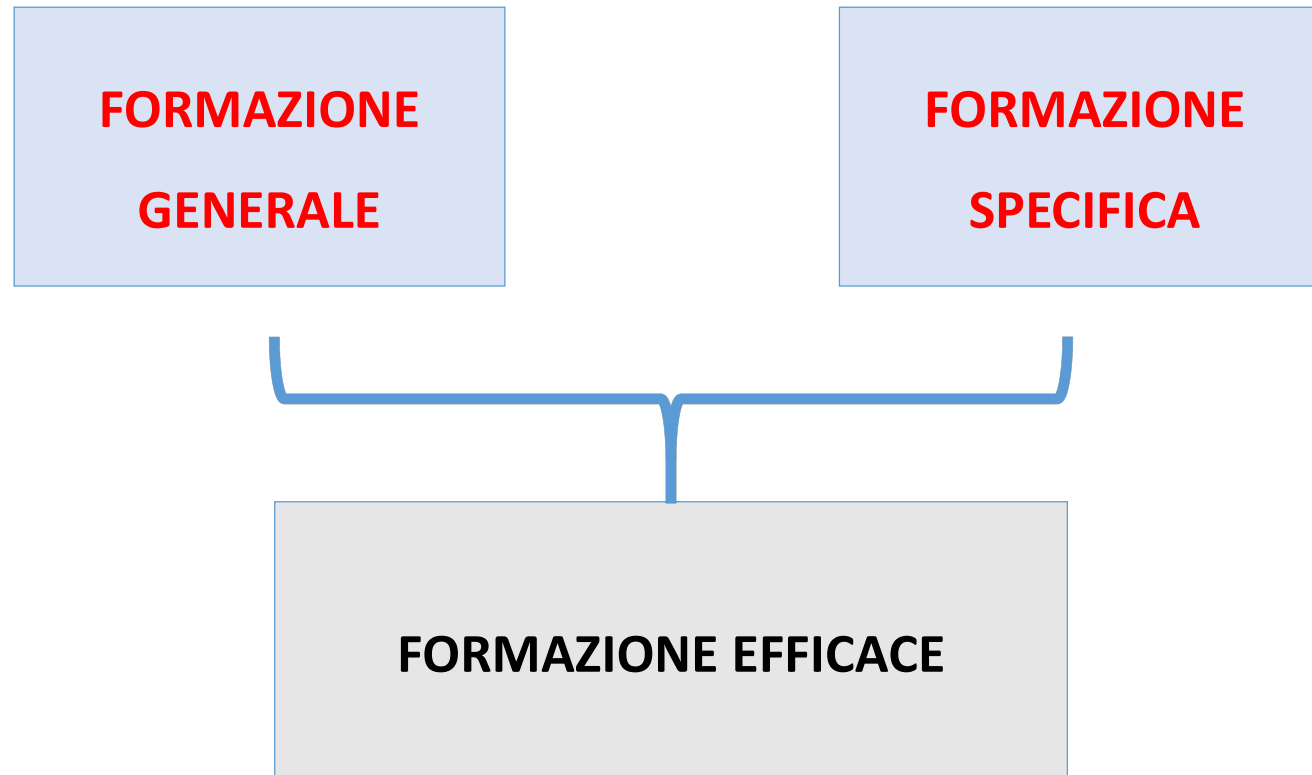 FORMAZIONE
GENERALE
FORMAZIONE
SPECIFICA
FORMAZIONE EFFICACE